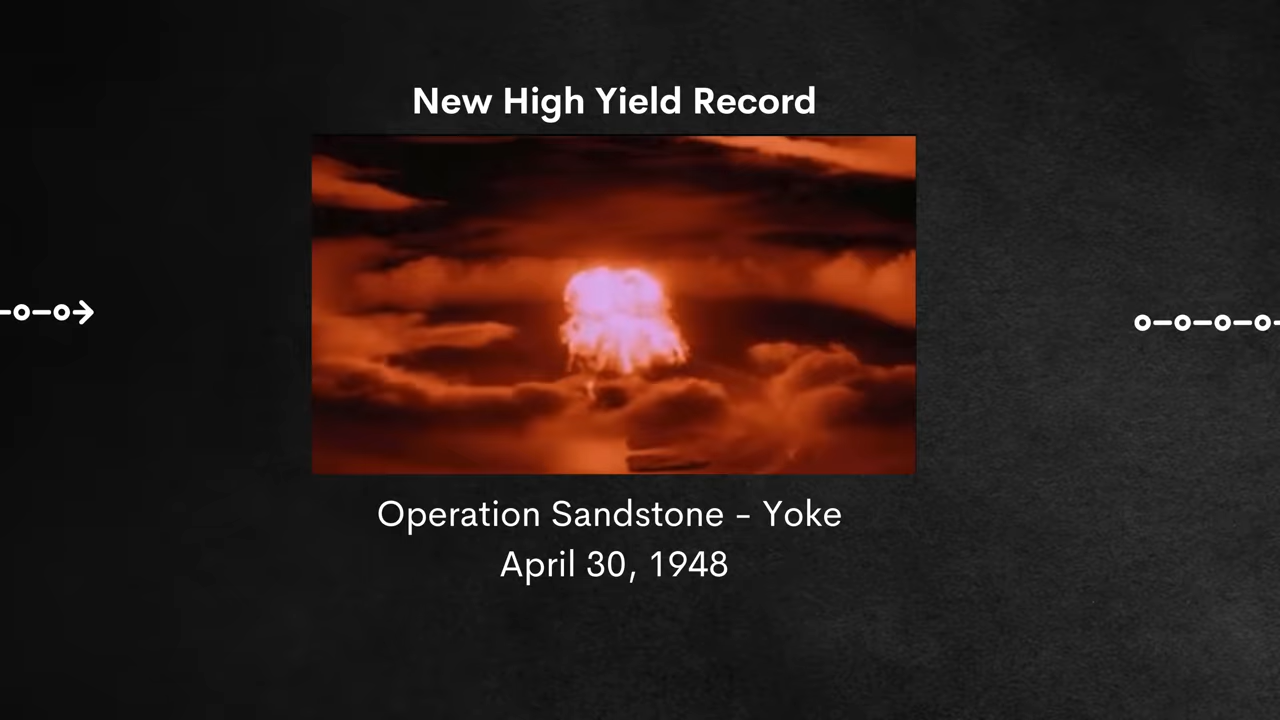 New High Yield Record
Operation Sandstone - Yoke
April 30, 1948